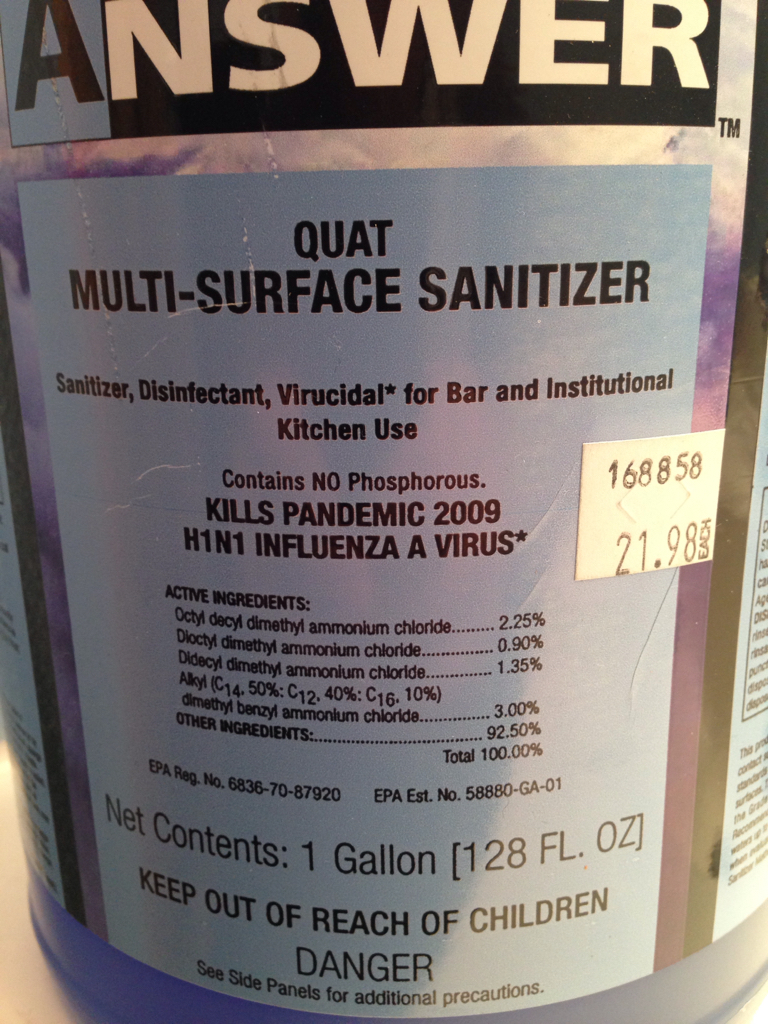 ANSWER
TM
QUAT
MULTI-SURFACE SANITIZER
Sanitizer, Disinfectant, Virucidal* for Bar and Institutional
Kitchen Use
Contains NO Phosphorous.
KILLS PANDEMIC 2009
H1N1 INFLUENZA A VIRUS*
168858
21.98 EACH
ACTIVE INGREDIENTS:
Octyl decyl dimethyl ammonium chloride......... 2.25%
Dioctyl dimethyl ammonium chloride.............. 0.90%
Didecyl dimethyl ammonium chloride............. 1.35%
Alkyl (C14, 50%: C12, 40%: C16, 10%)
dimethyl benzyl ammonium chloride.............. 3.00%
OTHER INGREDIENTS:.................................. 92.50%
Total 100.00%
EPA Reg. No. 6836-70-87920 EPA Est. No. 58880-GA-01
Net Contents: 1 Gallon [128 FL. OZ]
KEEP OUT OF REACH OF CHILDREN
DANGER
See Side Panels for additional precautions.